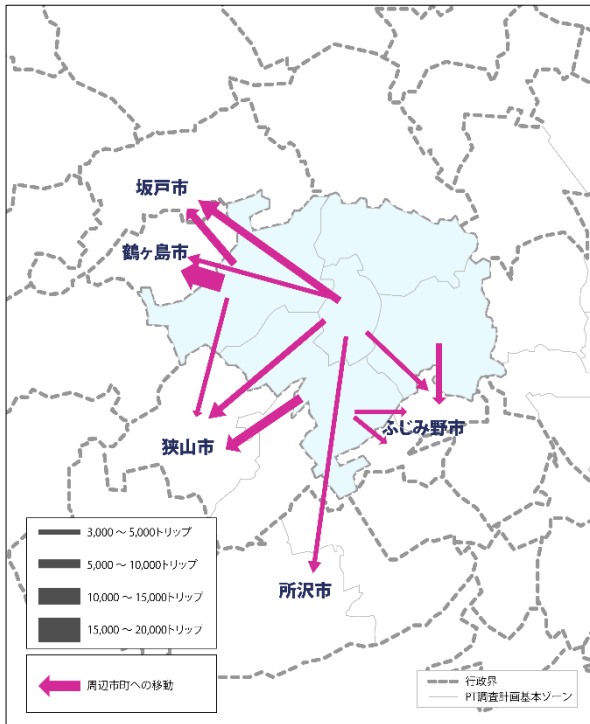 坂戸市
鶴ヶ島市
ふじみ野市
狭山市
所沢市
3,000～5,000トリップ
5,000～10,000トリップ
10,000～15,000トリップ
15,000～20,000トリップ
周辺市町への移動
行政界
PT調査計画基本ゾーン